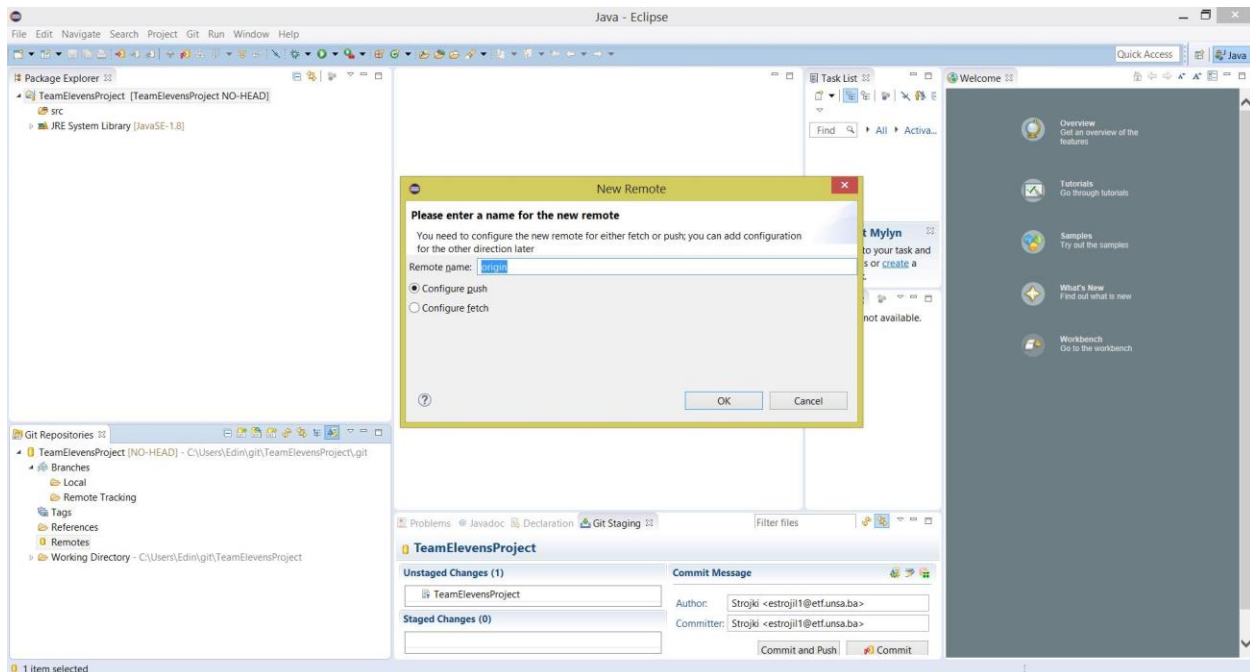 Java - Eclipse
File Edit Navigate Search Project Git Run Window Help
Quick Access
Java
Package Explorer
TeamElevensProject [TeamElevensProject NO-HEAD]
src
JRE System Library [JavaSE-1.8]
Task List
Find
All
Activa...
t Mylyn
to your task and
s or create a
not available.
Welcome
Overview
Get an overview of the
features
Tutorials
Go through tutorials
Samples
Try out the samples
What's New
Find out what is new
Workbench
Go to the workbench
New Remote
Please enter a name for the new remote
You need to configure the new remote for either fetch or push; you can add configuration
for the other direction later
Remote name: origin
Configure push
Configure fetch
OK
Cancel
Git Repositories
TeamElevensProject [NO-HEAD] - C:\Users\Edin\git\TeamElevensProject\.git
Branches
Local
Remote Tracking
Tags
References
Remotes
Working Directory - C:\Users\Edin\git\TeamElevensProject
Problems Javadoc Declaration Git Staging
Filter files
TeamElevensProject
Unstaged Changes (1)
TeamElevensProject
Staged Changes (0)
Commit Message
Author: Strojki <estrojil1@etf.unsa.ba>
Committer: Strojki <estrojil1@etf.unsa.ba>
Commit and Push
Commit
1 item selected